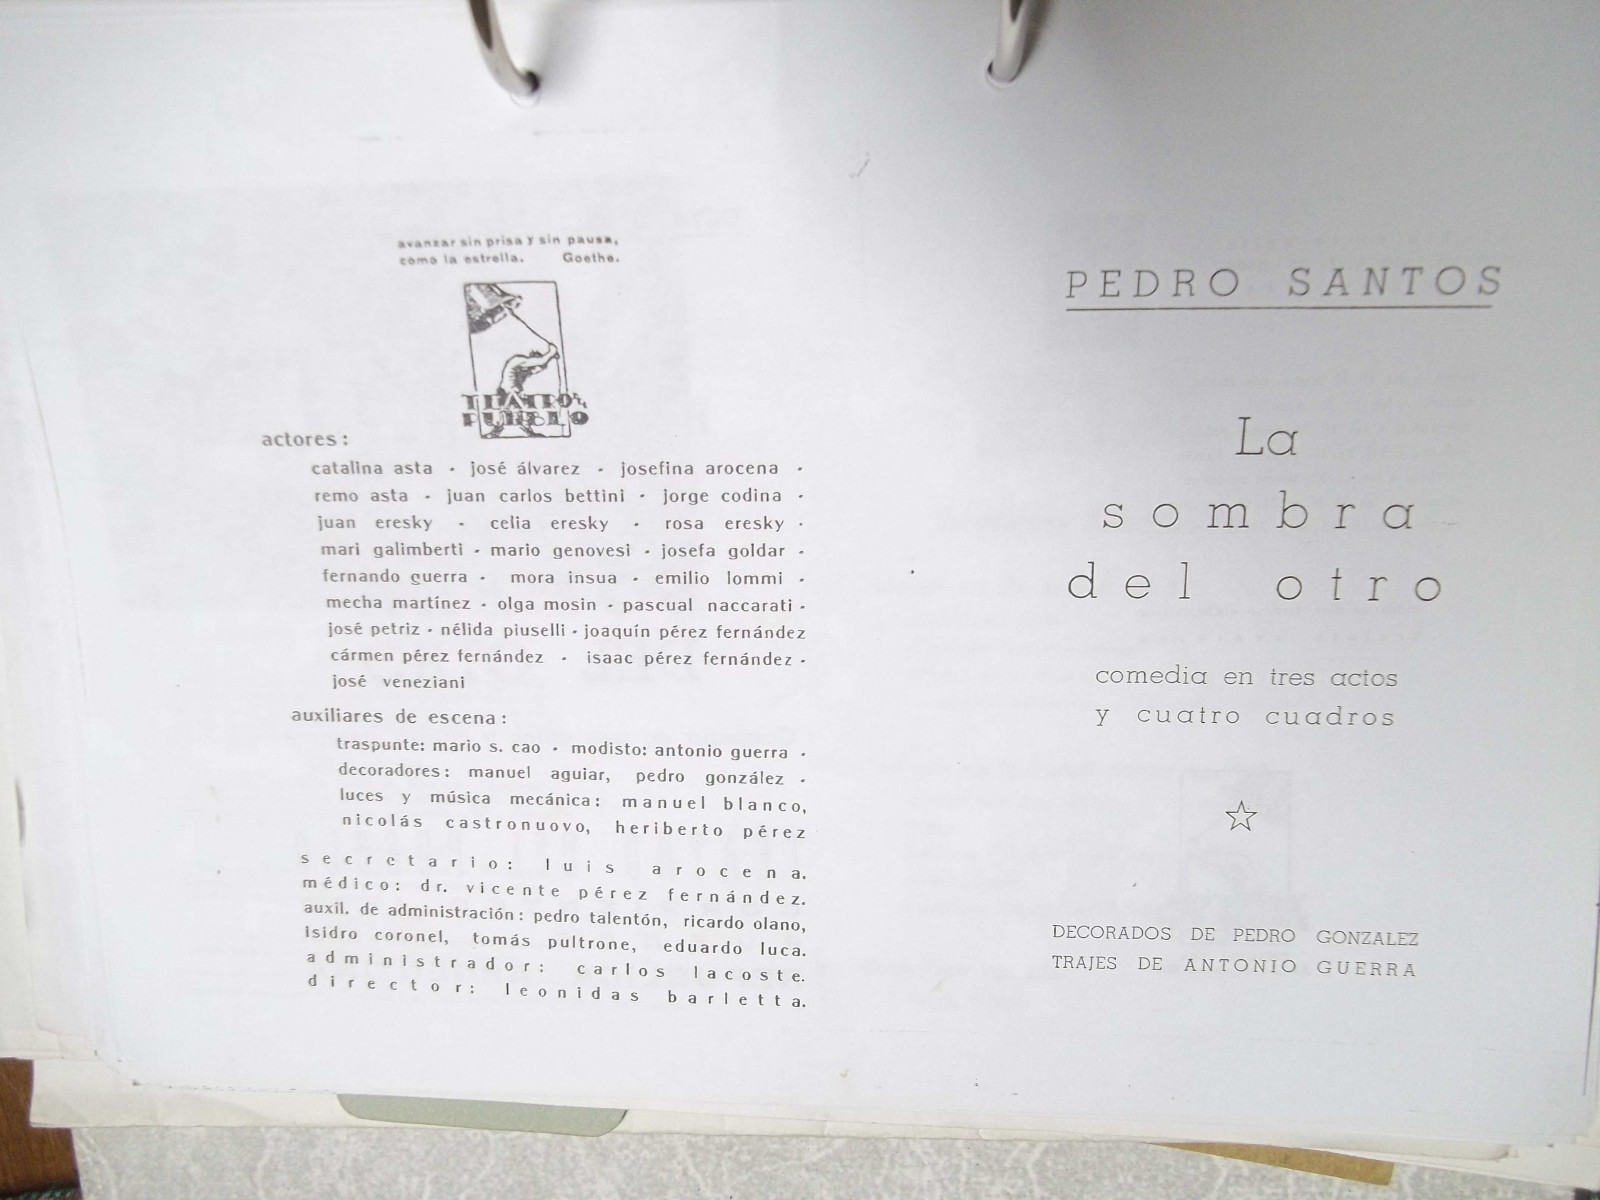 avanzar sin prisa y sin pausa,
como la estrella. Goethe.
TEATRO DEL
PUEBLO
actores:
catalina asta · josé álvarez · josefina arocena ·
remo asta · juan carlos bettini · jorge codina ·
juan eresky · celia eresky · rosa eresky ·
mari galimberti · mario genovesi · josefa goldar ·
fernando guerra · mora insua · emilio lommi ·
mecha martínez · olga mosin · pascual naccarati ·
josé petriz · nélida piuselli · joaquín pérez fernández
cármen pérez fernández · isaac pérez fernández ·
josé veneziani
auxiliares de escena:
traspunte: mario s. cao · modisto: antonio guerra ·
decoradores: manuel aguiar, pedro gonzález ·
luces y música mecánica: manuel blanco,
nicolás castronuovo, heriberto pérez
secretario: luis arocena.
médico: dr. vicente pérez fernández.
auxil. de administración: pedro talentón, ricardo olano,
isidro coronel, tomás pultrone, eduardo luca.
administrador: carlos lacoste.
director: leonidas barletta.
PEDRO SANTOS
La
sombra
del otro
comedia en tres actos
y cuatro cuadros
DECORADOS DE PEDRO GONZALEZ
TRAJES DE ANTONIO GUERRA